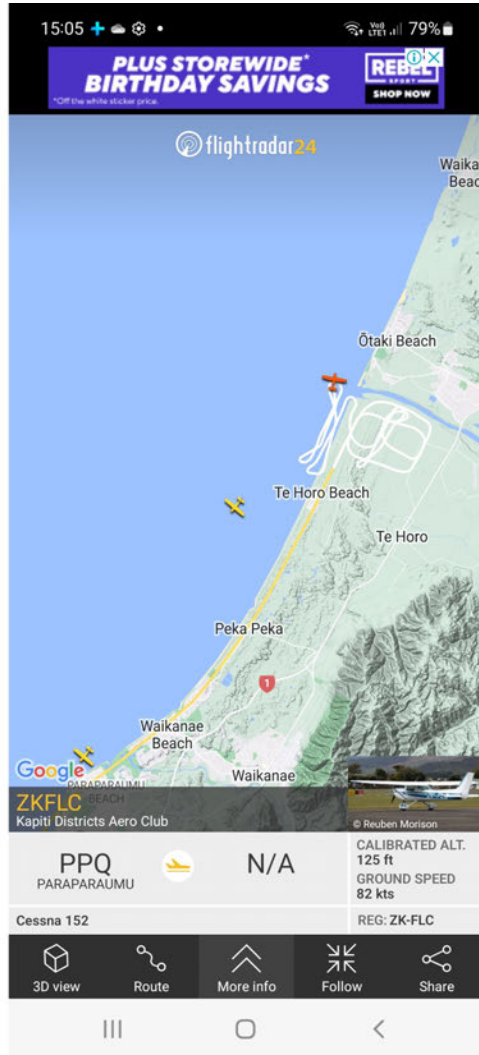 15:05
Vo))
LTE1
79%
PLUS STOREWIDE*
BIRTHDAY SAVINGS
*Off the white sticker price.
REBEL
SPORT
SHOP NOW
flightradar24
Waika
Beac
Ōtaki Beach
Te Horo Beach
Te Horo
Peka Peka
1
Waikanae
Beach
Waikanae
Google
PARAPARAUMU
BEACH
ZKFLC
Kapiti Districts Aero Club
© Reuben Morison
PPQ
PARAPARAUMU
N/A
CALIBRATED ALT.
125 ft
GROUND SPEED
82 kts
Cessna 152
REG: ZK-FLC
3D view
Route
More info
Follow
Share